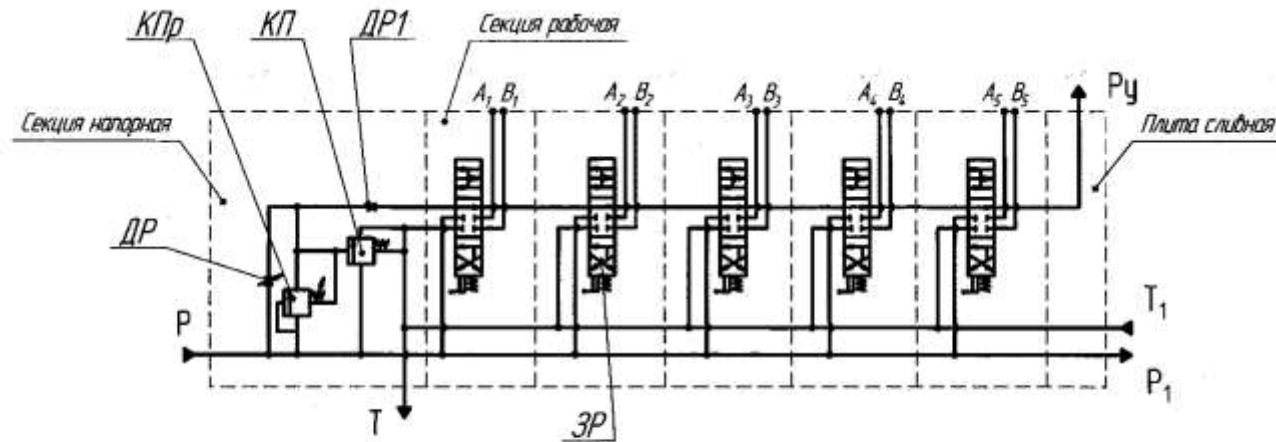 КПр КП ДР1 Секция рабочая
A₁ B₁ A₂ B₂ A₃ B₃ A₄ B₄ A₅ B₅ Ру
Секция напорная
Плита сливная
ДР
P
T₁
P₁
T
ЗР